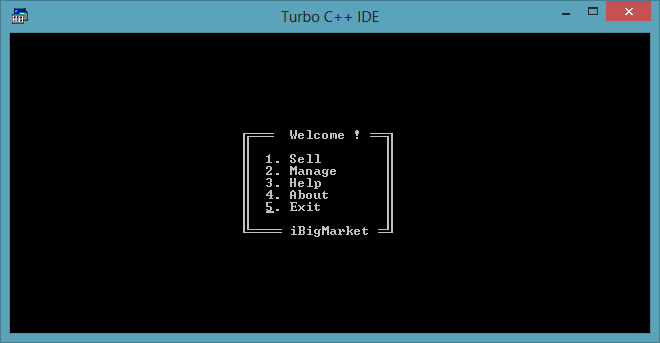 Turbo C++ IDE
Welcome !
1. Sell
2. Manage
3. Help
4. About
5. Exit
iBigMarket